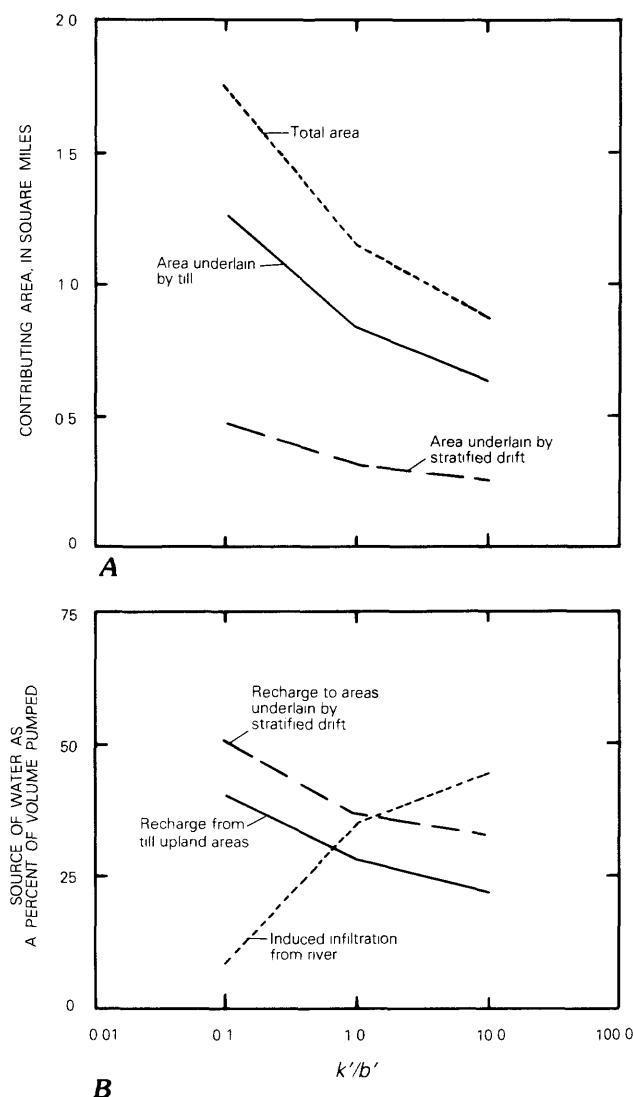 CONTRIBUTING AREA, IN SQUARE MILES
2 0
1 5
1 0
0 5
0
Total area
Area underlain
by till
Area underlain by
stratified drift
A
SOURCE OF WATER AS
A PERCENT OF VOLUME PUMPED
75
50
25
0
Recharge to areas
underlain by
stratified drift
Recharge from
till upland areas
Induced infiltration
from river
0 01
0 1
1 0
10 0
100 0
k'/b'
B